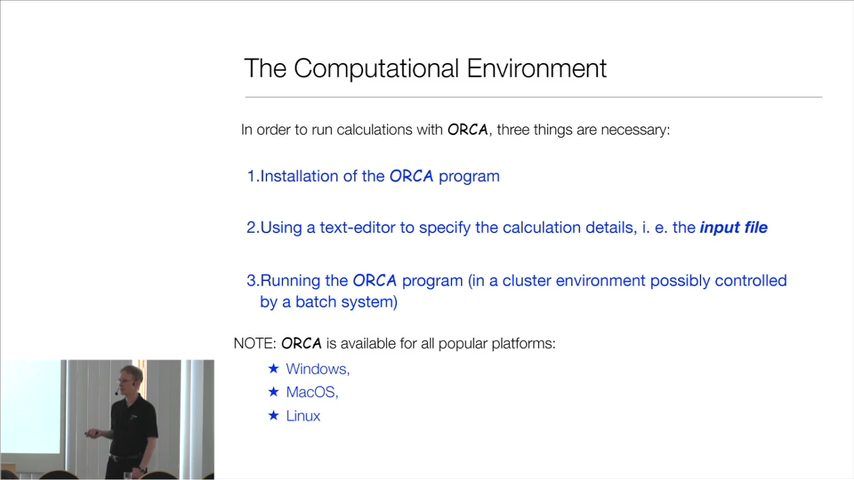 The Computational Environment
In order to run calculations with ORCA, three things are necessary:
1.Installation of the ORCA program
2.Using a text-editor to specify the calculation details, i. e. the input file
3.Running the ORCA program (in a cluster environment possibly controlled
by a batch system)
NOTE: ORCA is available for all popular platforms:
★ Windows,
★ MacOS,
★ Linux